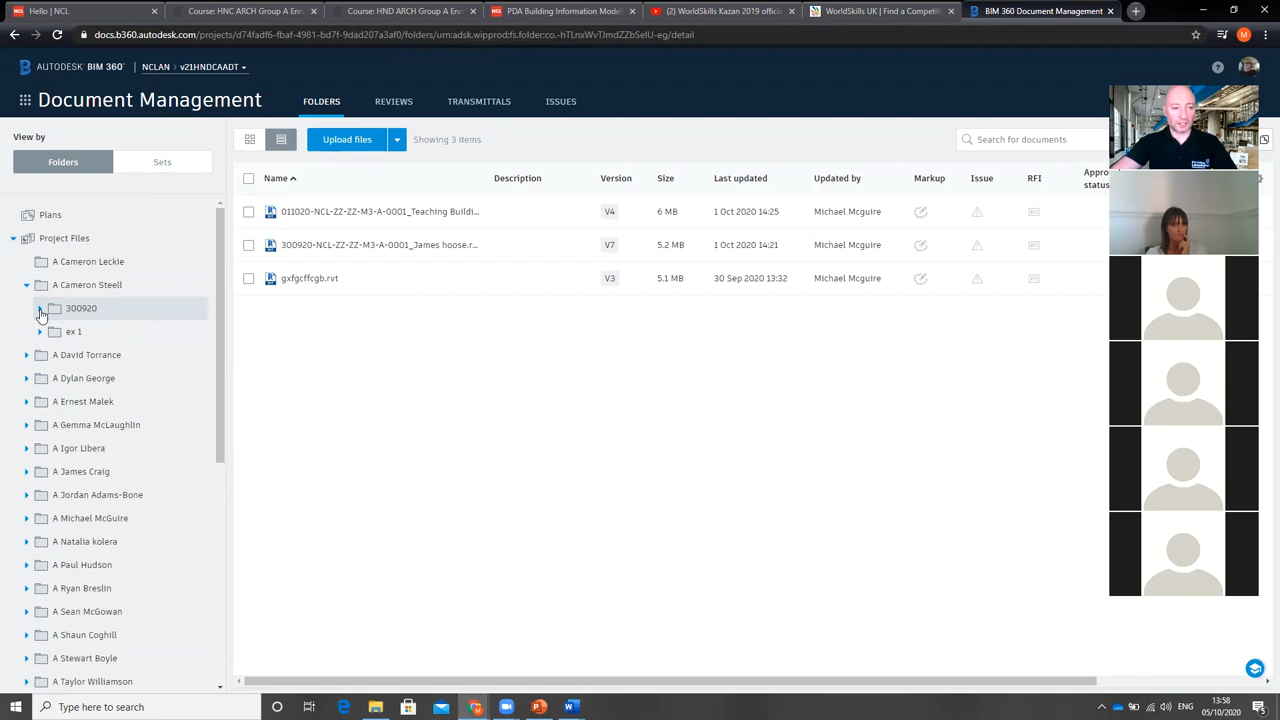 Hello | NCL
Course: HNC ARCH Group A Enr
Course: HND ARCH Group A Enr
PDA Building Information Model
(2) WorldSkills Kazan 2019 officia
WorldSkills UK | Find a Competiti
BIM 360 Document Management
docs.b360.autodesk.com/projects/d74fadf6-fbaf-4981-bd7f-9dad207a3af0/folders/urn:adsk.wipprod:fs.folder:co.-hTLnxWvTJmdZZbSelU-eg/detail
AUTODESK BIM 360
NCLAN > v21HNDCAADT
Document Management
FOLDERS
REVIEWS
TRANSMITTALS
ISSUES
View by
Folders
Sets
Upload files
Showing 3 items
Search for documents
Name
Description
Version
Size
Last updated
Updated by
Markup
Issue
RFI
Appro
status
011020-NCL-ZZ-ZZ-M3-A-0001_Teaching Buildi...
V4
6 MB
1 Oct 2020 14:25
Michael Mcguire
300920-NCL-ZZ-ZZ-M3-A-0001_James hoose.r...
V7
5.2 MB
1 Oct 2020 14:21
Michael Mcguire
gxfgcffcgb.rvt
V3
5.1 MB
30 Sep 2020 13:32
Michael Mcguire
Plans
Project Files
A Cameron Leckie
A Cameron Steell
300920
ex 1
A David Torrance
A Dylan George
A Ernest Malek
A Gemma McLaughlin
A Igor Libera
A James Craig
A Jordan Adams-Bone
A Michael McGuire
A Natalia kolera
A Paul Hudson
A Ryan Breslin
A Sean McGowan
A Shaun Coghill
A Stewart Boyle
A Taylor Williamson
Type here to search
ENG
13:58
05/10/2020